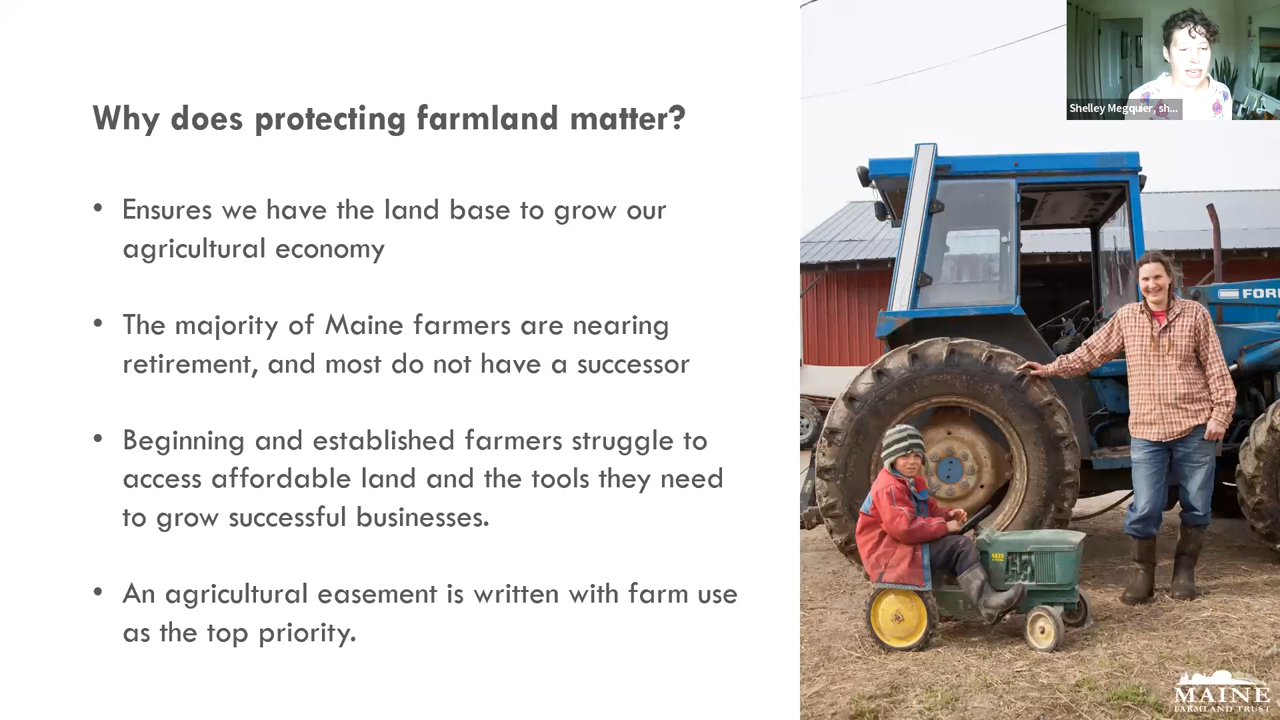 Why does protecting farmland matter?
• Ensures we have the land base to grow our
agricultural economy
• The majority of Maine farmers are nearing
retirement, and most do not have a successor
• Beginning and established farmers struggle to
access affordable land and the tools they need
to grow successful businesses.
• An agricultural easement is written with farm use
as the top priority.
Shelley Megquier, sh...
FORD
MAINE
FARMLAND TRUST